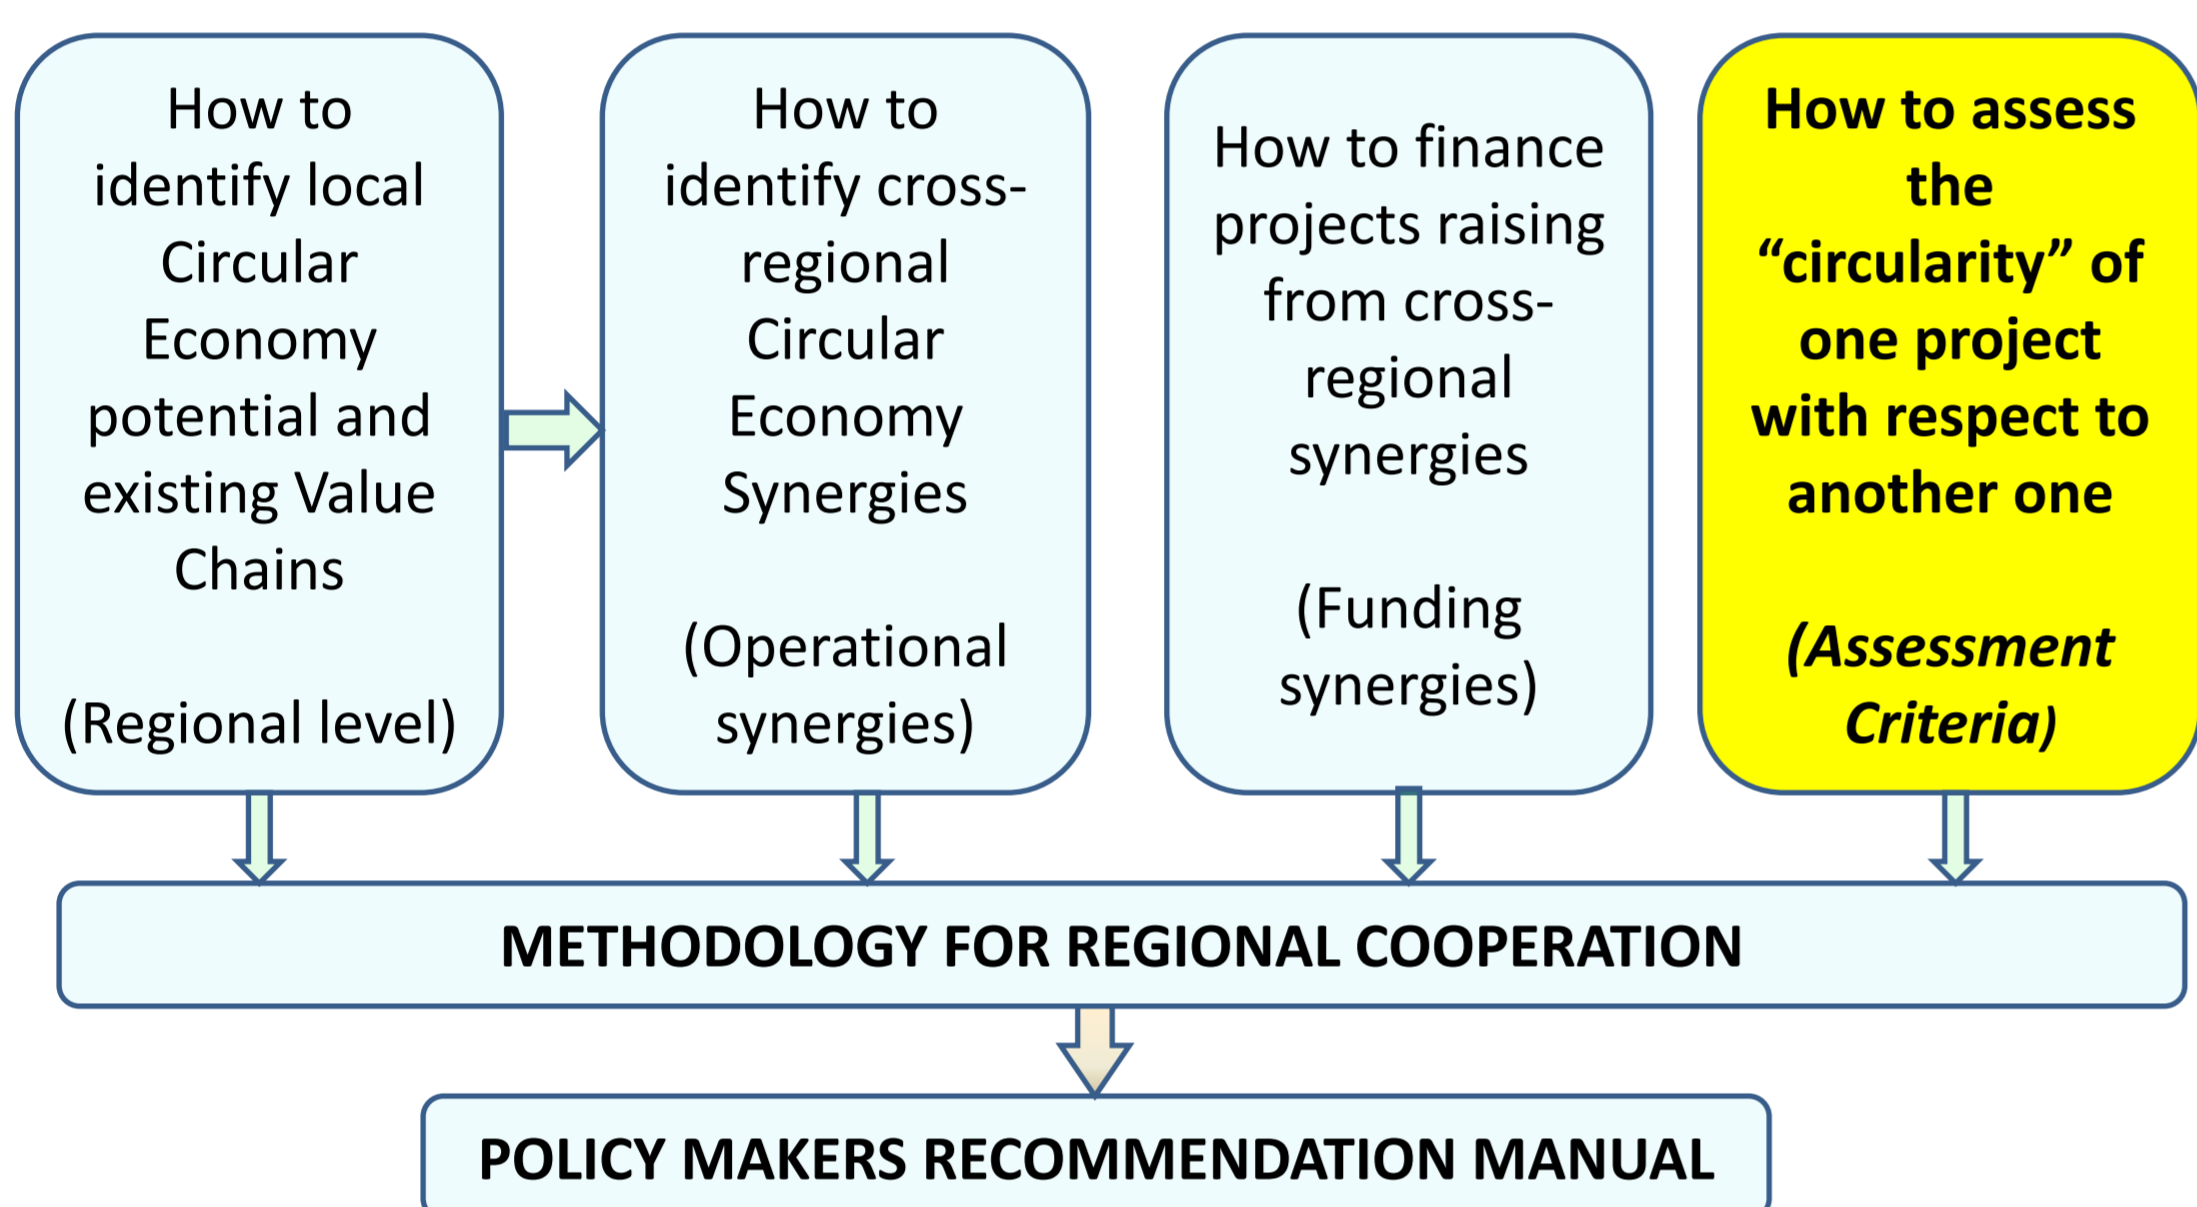 How to
identify local
Circular
Economy
potential and
existing Value
Chains
(Regional level)
How to
identify cross-
regional
Circular
Economy
Synergies
(Operational
synergies)
How to finance
projects raising
from cross-
regional
synergies
(Funding
synergies)
How to assess
the
“circularity” of
one project
with respect to
another one
(Assessment
Criteria)
METHODOLOGY FOR REGIONAL COOPERATION
POLICY MAKERS RECOMMENDATION MANUAL